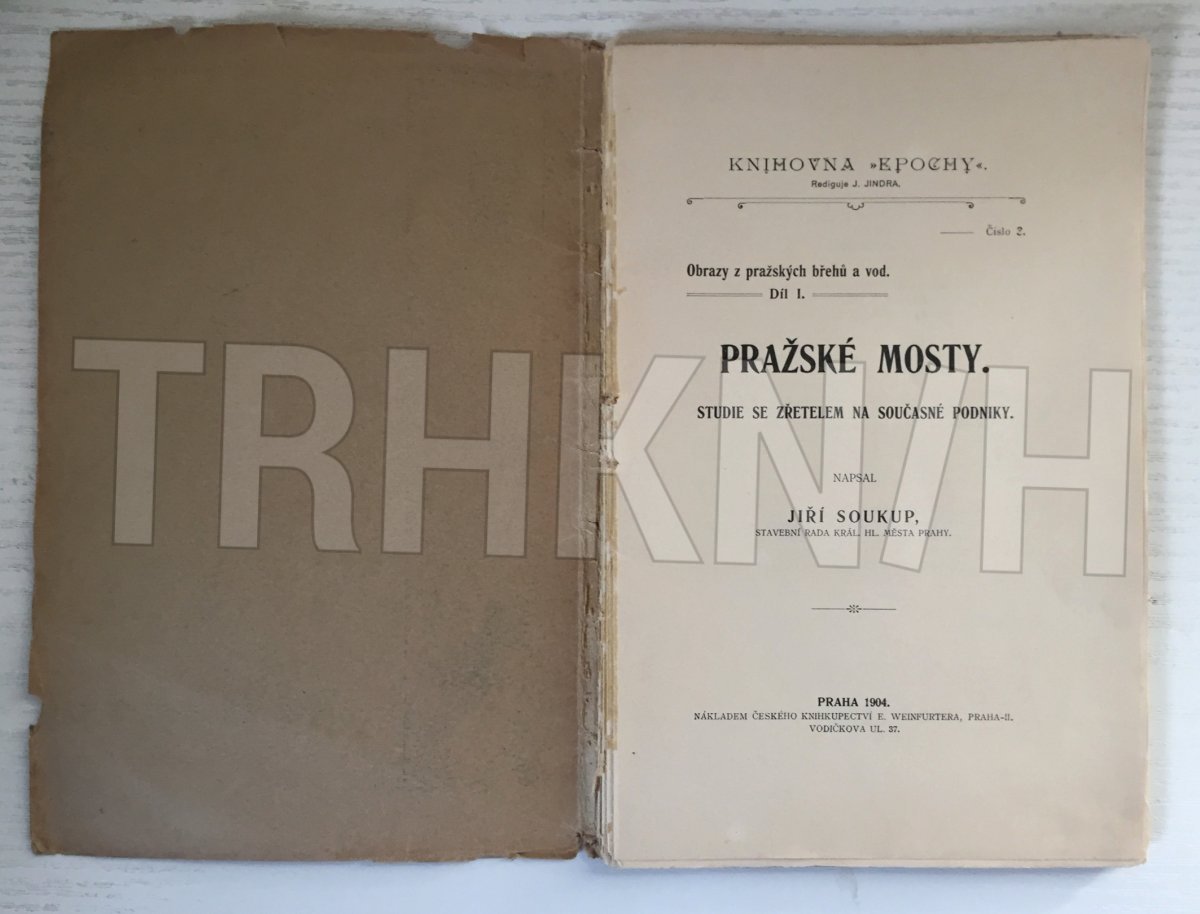 KNIHOVNA »EPOCHY«.
Rediguje J. JINDRA.
Číslo 2.
Obrazy z pražských břehů a vod.
Díl I.
PRAŽSKÉ MOSTY.
STUDIE SE ZŘETELEM NA SOUČASNÉ PODNIKY.
NAPSAL
JIŘÍ SOUKUP,
STAVEBNÍ RADA KRÁL. HL. MĚSTA PRAHY.
PRAHA 1904.
NÁKLADEM ČESKÉHO KNIHKUPECTVÍ E. WEINFURTERA, PRAHA-II.
VODIČKOVA UL. 37.
TRHKN/H